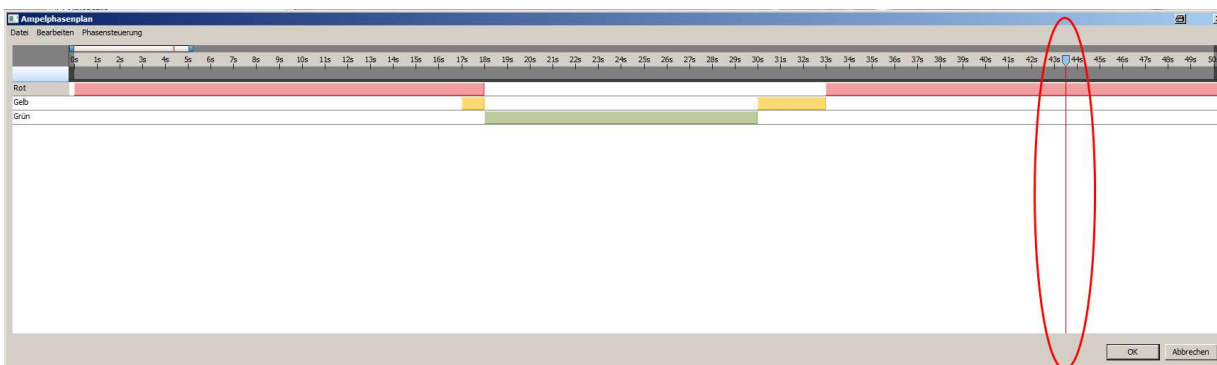 Ampelphasenplan
Datei Bearbeiten Phasensteuerung
0s 1s 2s 3s 4s 5s 6s 7s 8s 9s 10s 11s 12s 13s 14s 15s 16s 17s 18s 19s 20s 21s 22s 23s 24s 25s 26s 27s 28s 29s 30s 31s 32s 33s 34s 35s 36s 37s 38s 39s 40s 41s 42s 43s 44s 45s 46s 47s 48s 49s 50
Rot
Gelb
Grün
OK Abbrechen